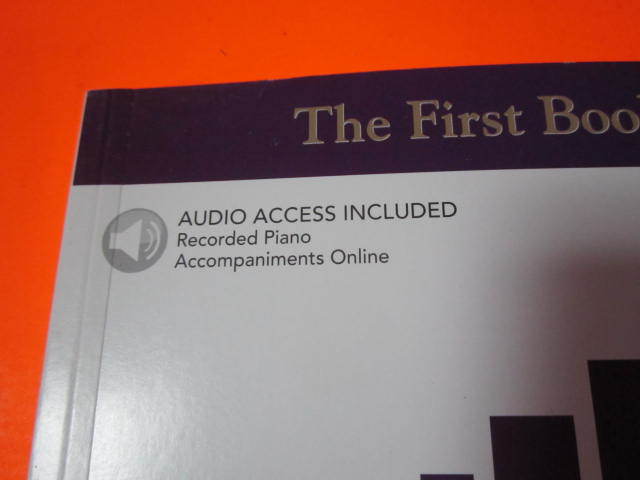 The First Boo
AUDIO ACCESS INCLUDED
Recorded Piano
Accompaniments Online